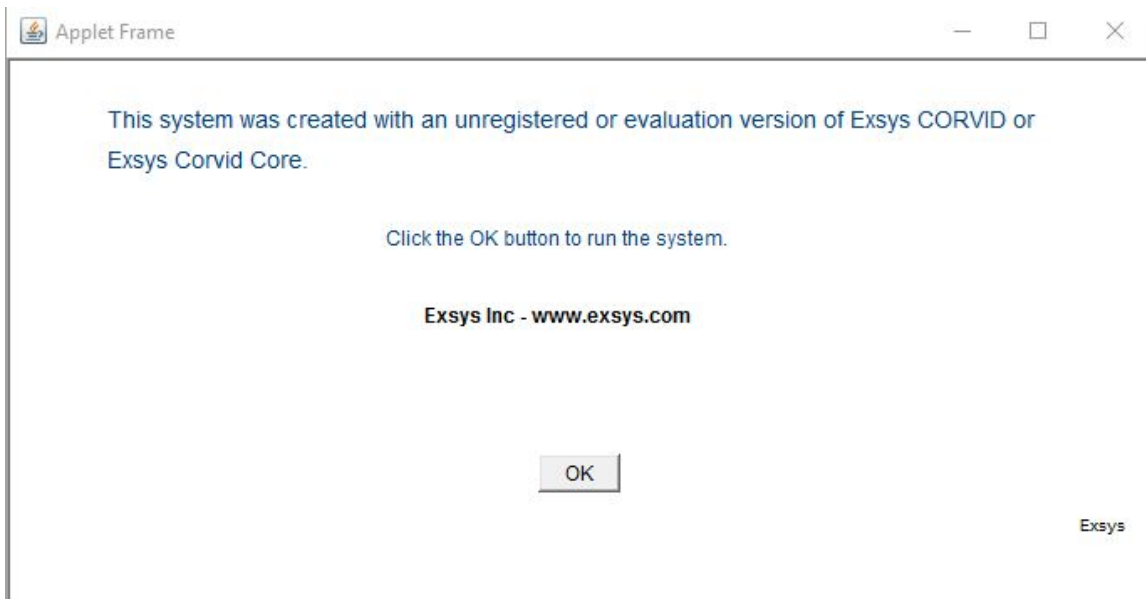 Applet Frame
This system was created with an unregistered or evaluation version of Exsys CORVID or
Exsys Corvid Core.
Click the OK button to run the system.
Exsys Inc - www.exsys.com
OK
Exsys